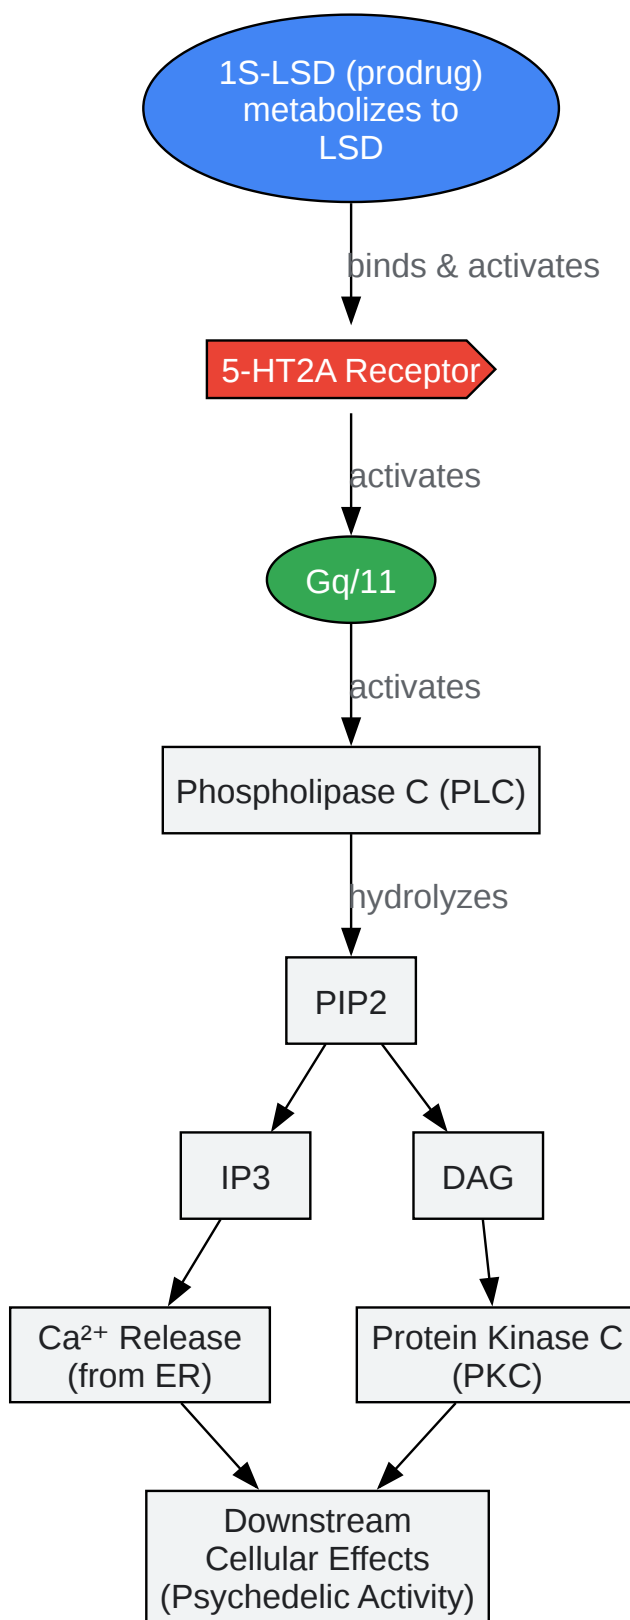 1S-LSD (prodrug)
metabolizes to
LSD
binds & activates
5-HT2A Receptor
activates
Gq/11
activates
Phospholipase C (PLC)
hydrolyzes
PIP2
IP3
DAG
Ca²⁺ Release
(from ER)
Protein Kinase C
(PKC)
Downstream
Cellular Effects
(Psychedelic Activity)